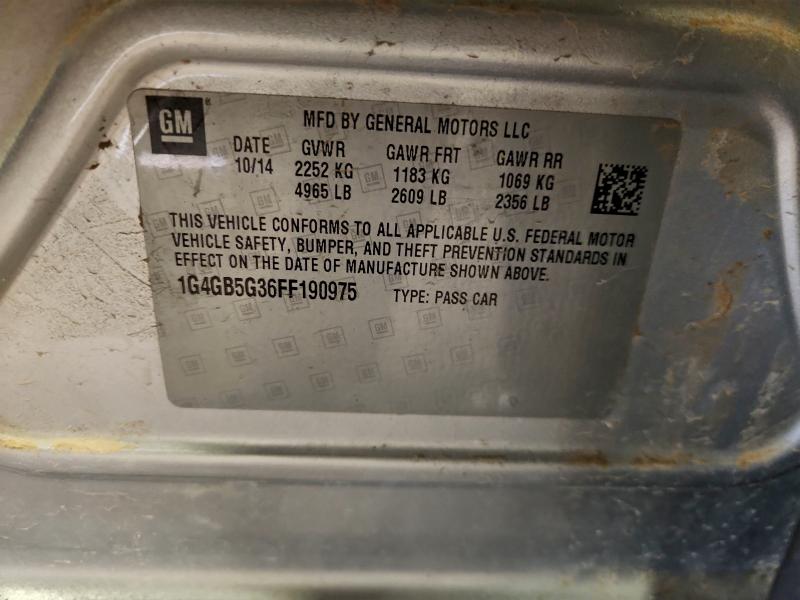 GM
MFD BY GENERAL MOTORS LLC
DATE GVWR GAWR FRT GAWR RR
10/14 2252 KG 1183 KG 1069 KG
4965 LB 2609 LB 2356 LB
THIS VEHICLE CONFORMS TO ALL APPLICABLE U.S. FEDERAL MOTOR
VEHICLE SAFETY, BUMPER, AND THEFT PREVENTION STANDARDS IN
EFFECT ON THE DATE OF MANUFACTURE SHOWN ABOVE.
1G4GB5G36FF190975 TYPE: PASS CAR